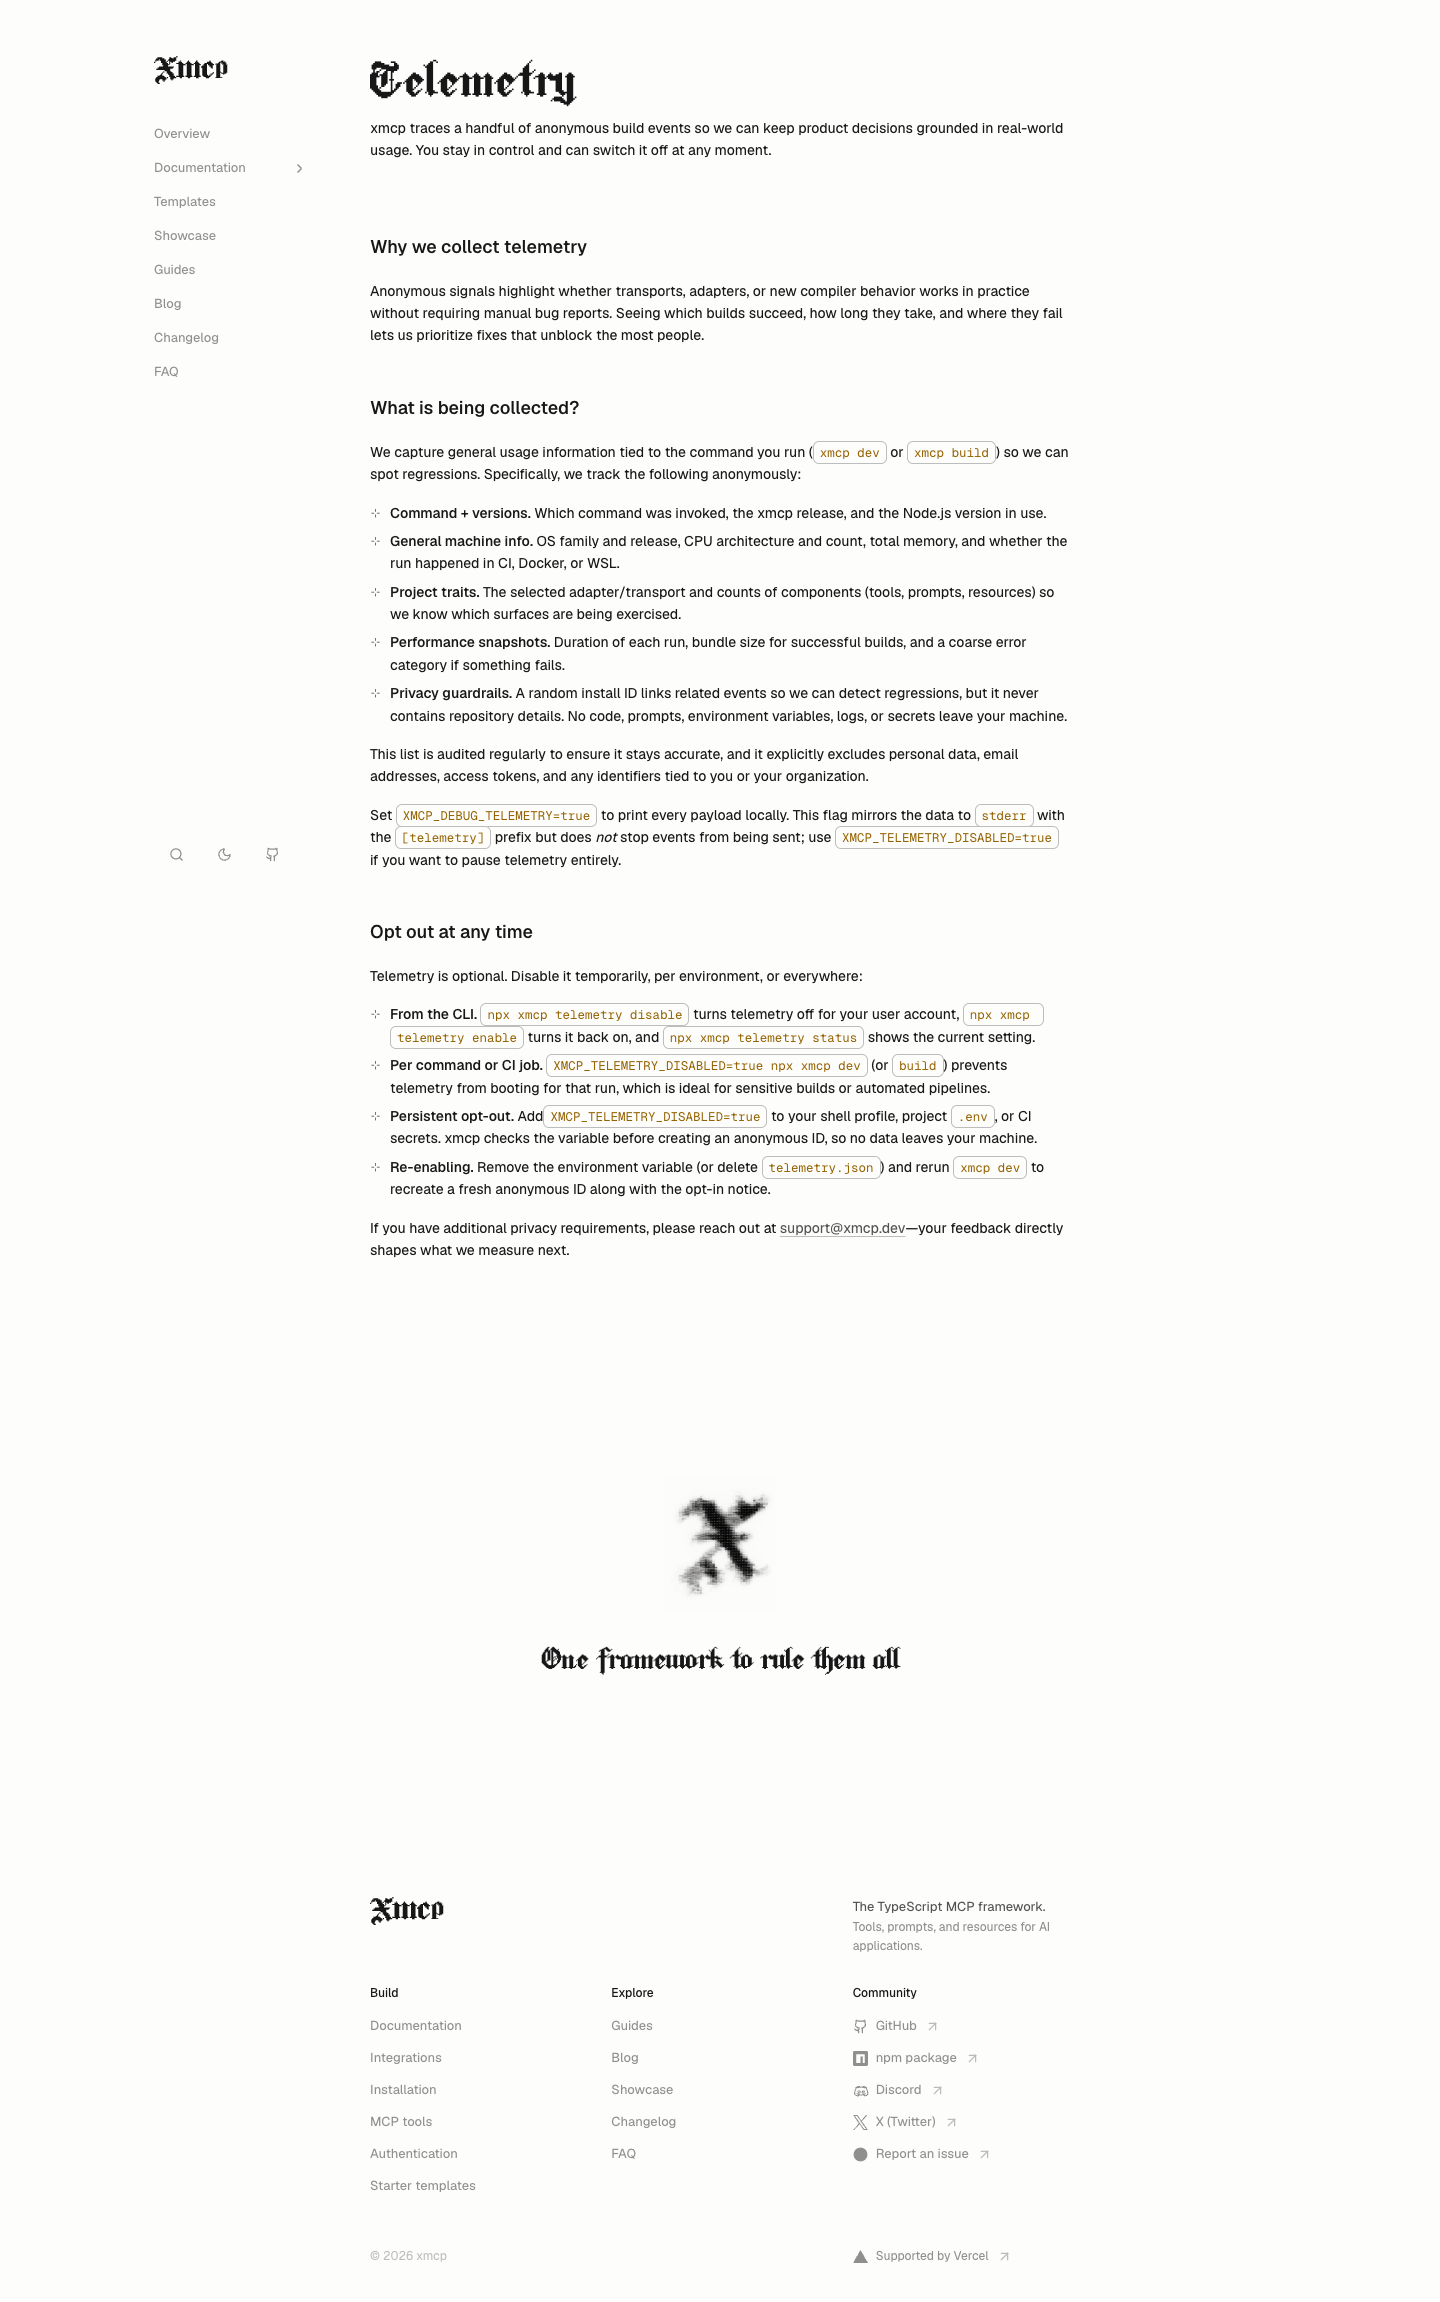 Xmcp
Overview
Documentation
Templates
Showcase
Guides
Blog
Changelog
FAQ
Telemetry
xmcp traces a handful of anonymous build events so we can keep product decisions grounded in real-world
usage. You stay in control and can switch it off at any moment.
Why we collect telemetry
Anonymous signals highlight whether transports, adapters, or new compiler behavior works in practice
without requiring manual bug reports. Seeing which builds succeed, how long they take, and where they fail
lets us prioritize fixes that unblock the most people.
What is being collected?
We capture general usage information tied to the command you run (xmcp dev or xmcp build) so we can
spot regressions. Specifically, we track the following anonymously:
Command + versions. Which command was invoked, the xmcp release, and the Node.js version in use.
General machine info. OS family and release, CPU architecture and count, total memory, and whether the
run happened in CI, Docker, or WSL.
Project traits. The selected adapter/transport and counts of components (tools, prompts, resources) so
we know which surfaces are being exercised.
Performance snapshots. Duration of each run, bundle size for successful builds, and a coarse error
category if something fails.
Privacy guardrails. A random install ID links related events so we can detect regressions, but it never
contains repository details. No code, prompts, environment variables, logs, or secrets leave your machine.
This list is audited regularly to ensure it stays accurate, and it explicitly excludes personal data, email
addresses, access tokens, and any identifiers tied to you or your organization.
Set XMCP_DEBUG_TELEMETRY=true to print every payload locally. This flag mirrors the data to stderr with
the [telemetry] prefix but does not stop events from being sent; use XMCP_TELEMETRY_DISABLED=true
if you want to pause telemetry entirely.
Opt out at any time
Telemetry is optional. Disable it temporarily, per environment, or everywhere:
From the CLI. npx xmcp telemetry disable turns telemetry off for your user account, npx xmcp
telemetry enable turns it back on, and npx xmcp telemetry status shows the current setting.
Per command or CI job. XMCP_TELEMETRY_DISABLED=true npx xmcp dev (or build) prevents
telemetry from booting for that run, which is ideal for sensitive builds or automated pipelines.
Persistent opt-out. Add XMCP_TELEMETRY_DISABLED=true to your shell profile, project .env, or CI
secrets. xmcp checks the variable before creating an anonymous ID, so no data leaves your machine.
Re-enabling. Remove the environment variable (or delete telemetry.json) and rerun xmcp dev to
recreate a fresh anonymous ID along with the opt-in notice.
If you have additional privacy requirements, please reach out at support@xmcp.dev—your feedback directly
shapes what we measure next.
X
One framework to rule them all
Xmcp
The TypeScript MCP framework.
Tools, prompts, and resources for AI
applications.
Build
Documentation
Integrations
Installation
MCP tools
Authentication
Starter templates
Explore
Guides
Blog
Showcase
Changelog
FAQ
Community
GitHub
npm package
Discord
X (Twitter)
Report an issue
© 2026 xmcp
Supported by Vercel